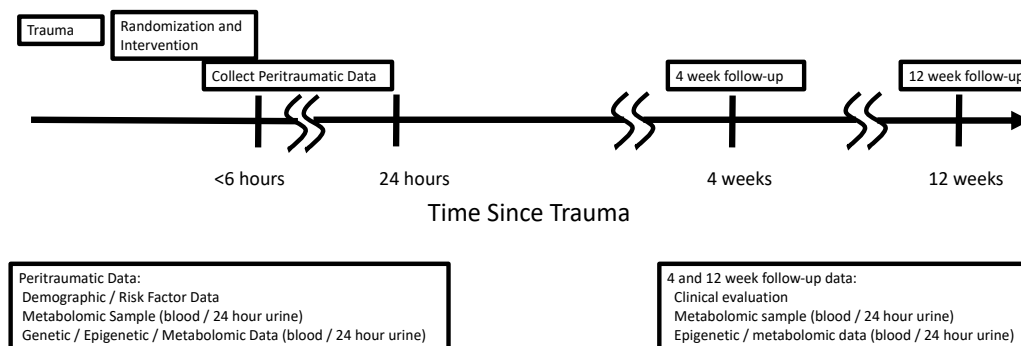 Trauma
Randomization and
Intervention
Collect Peritraumatic Data
4 week follow-up
12 week follow-up
<6 hours
24 hours
4 weeks
12 weeks
Time Since Trauma
Peritraumatic Data:
Demographic / Risk Factor Data
Metabolomic Sample (blood / 24 hour urine)
Genetic / Epigenetic / Metabolomic Data (blood / 24 hour urine)
4 and 12 week follow-up data:
Clinical evaluation
Metabolomic sample (blood / 24 hour urine)
Epigenetic / metabolomic data (blood / 24 hour urine)